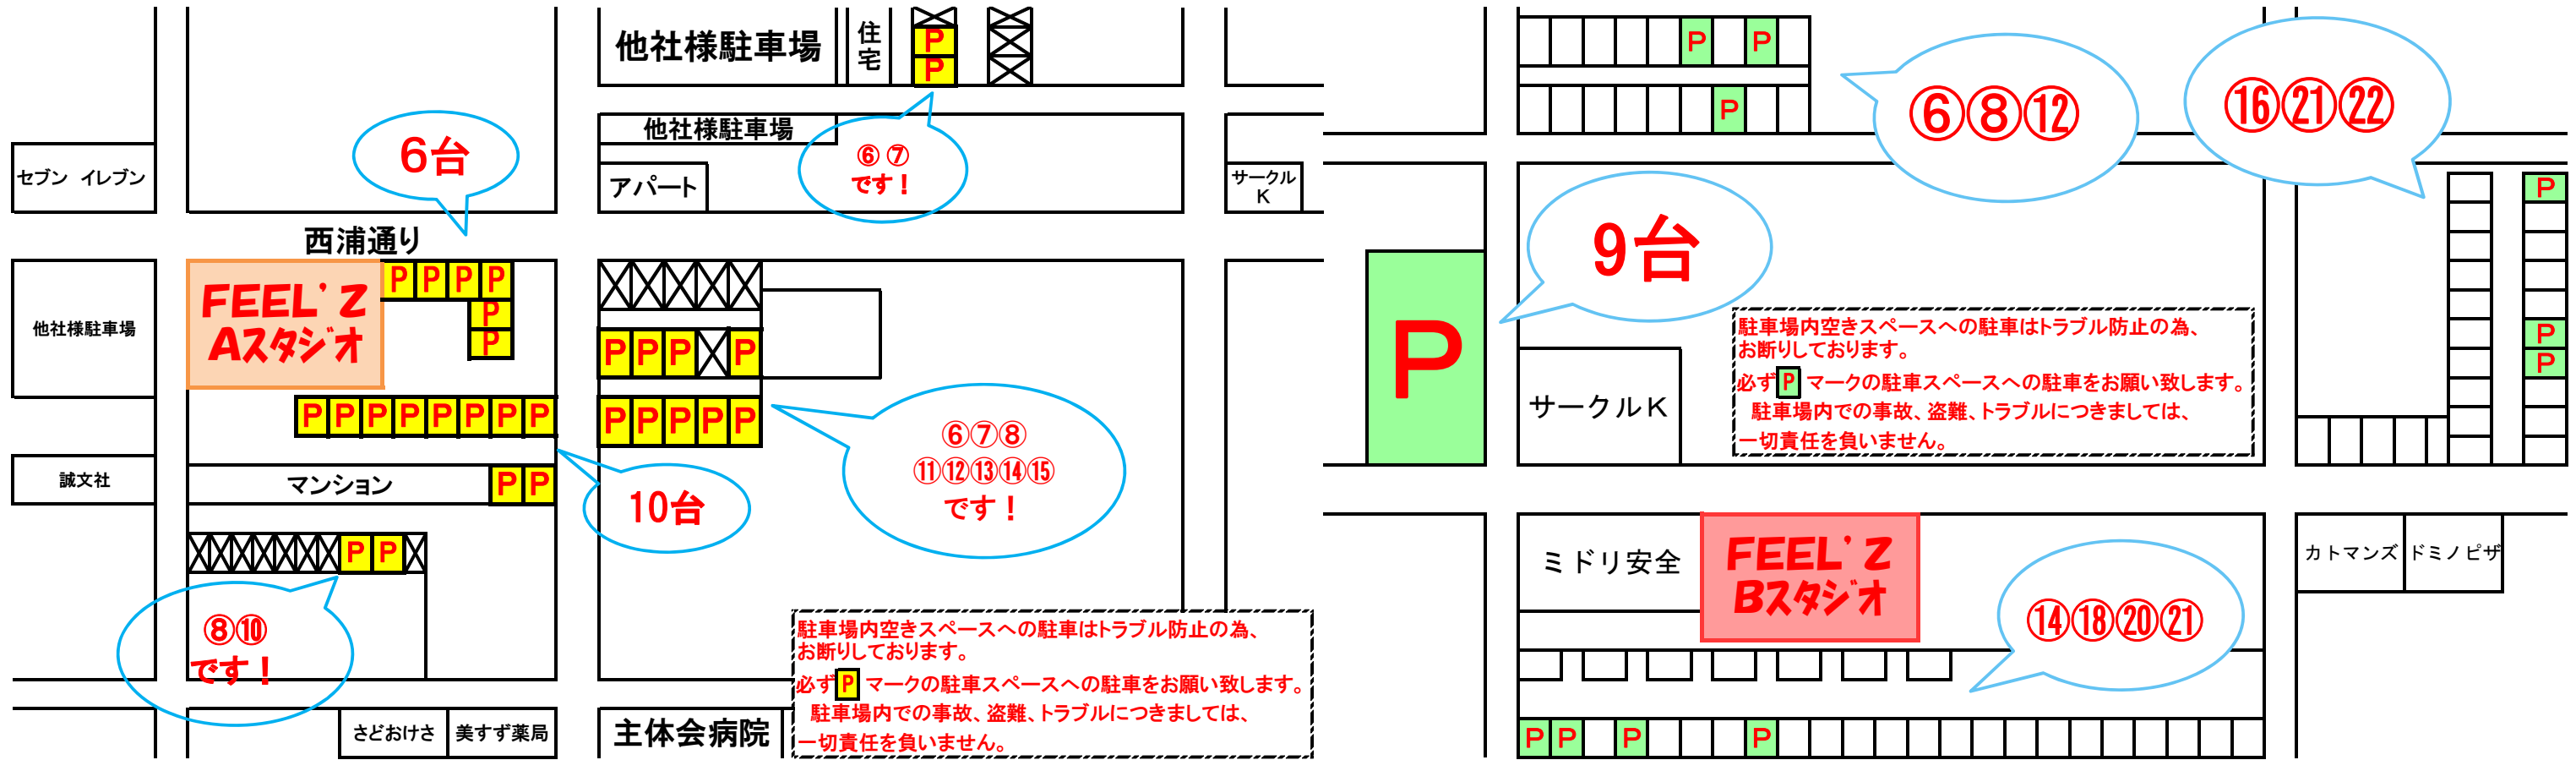 他社様駐車場
住宅
P
P
他社様駐車場
6台
⑥⑦
です！
セブン イレブン
アパート
サークル
K
西浦通り
FEEL'Z
Aスタジオ
P P P P
P
P
他社様駐車場
P P P P
P P P P P P P P
P P P P P
⑥⑦⑧
⑪⑫⑬⑭⑮
です！
誠文社
マンション
P P
10台
P P
⑧⑩
です！
駐車場内空きスペースへの駐車はトラブル防止の為、
お断りしております。
必ず P マークの駐車スペースへの駐車をお願い致します。
駐車場内での事故、盗難、トラブルにつきましては、
一切責任を負いません。
さどおけさ
美すず薬局
主体会病院
P P
P
⑥⑧⑫
⑯㉑㉒
P
P
P
9台
P
駐車場内空きスペースへの駐車はトラブル防止の為、
お断りしております。
必ず P マークの駐車スペースへの駐車をお願い致します。
駐車場内での事故、盗難、トラブルにつきましては、
一切責任を負いません。
サークルK
ミドリ安全
FEEL'Z
Bスタジオ
カトマンズ
ドミノピザ
⑭⑱⑳㉑
P P P P